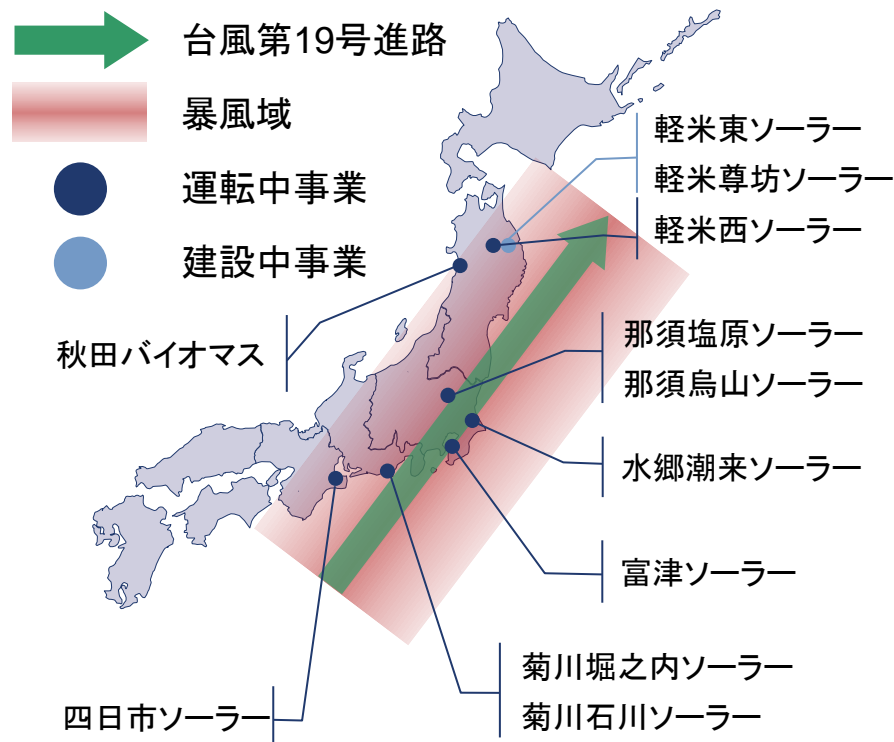 台風第19号進路
暴風域
運転中事業
建設中事業
軽米東ソーラー
軽米尊坊ソーラー
軽米西ソーラー
秋田バイオマス
那須塩原ソーラー
那須烏山ソーラー
水郷潮来ソーラー
富津ソーラー
菊川堀之内ソーラー
菊川石川ソーラー
四日市ソーラー